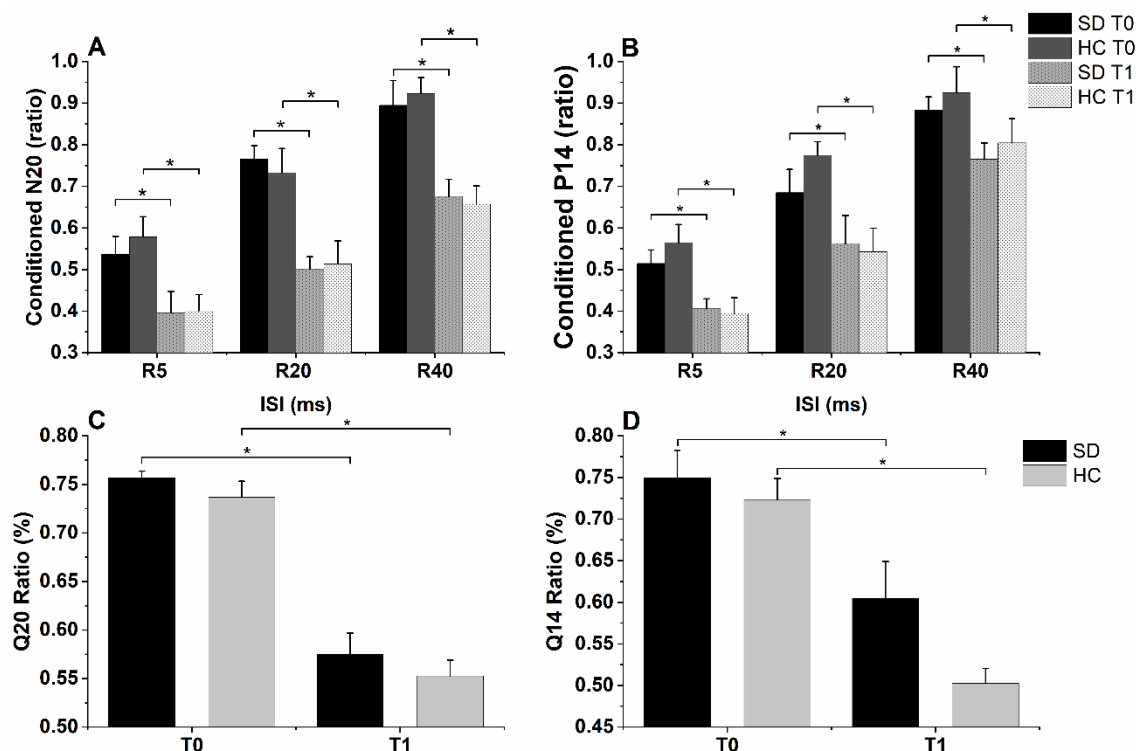 A
Conditioned N20 (ratio)
1.0
0.9
0.8
0.7
0.6
0.5
0.4
0.3
* * * * * *
R5 R20 R40
ISI (ms)
B
Conditioned P14 (ratio)
1.0
0.9
0.8
0.7
0.6
0.5
0.4
0.3
* * * * * *
R5 R20 R40
ISI (ms)
SD T0
HC T0
SD T1
HC T1
C
Q20 Ratio (%)
0.80
0.75
0.70
0.65
0.60
0.55
0.50
* *
T0 T1
D
Q14 Ratio (%)
0.80
0.75
0.70
0.65
0.60
0.55
0.50
0.45
* *
T0 T1
SD
HC